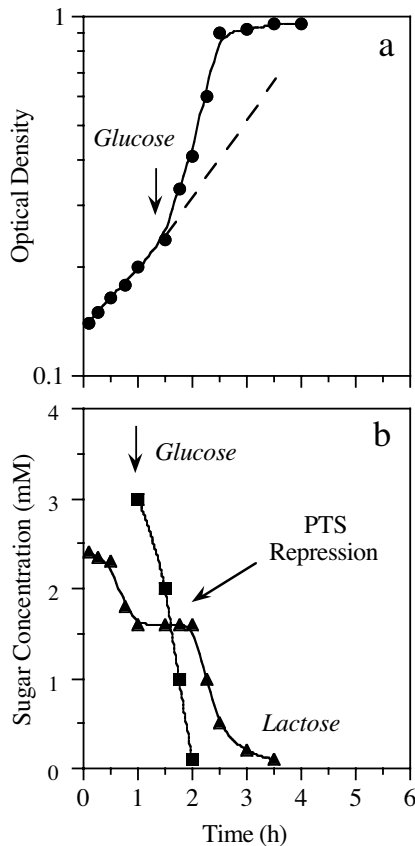 1
a
Glucose
Optical Density
0.1
4
b
Glucose
3
PTS
Repression
2
Sugar Concentration (mM)
1
Lactose
0
0 1 2 3 4 5 6
Time (h)